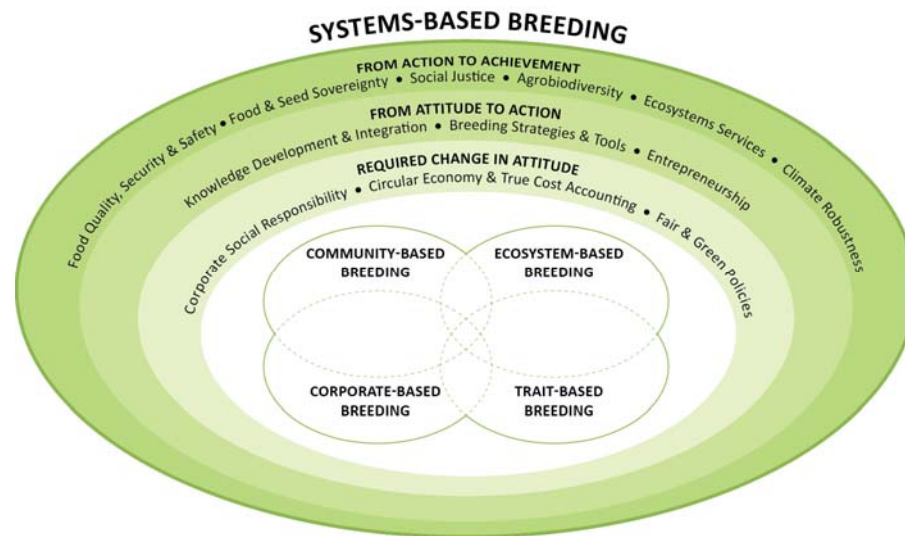 SYSTEMS-BASED BREEDING
FROM ACTION TO ACHIEVEMENT
Food Quality, Security & Safety • Food & Seed Sovereignty • Social Justice • Agrobiodiversity • Ecosystems Services • Climate Robustness
FROM ATTITUDE TO ACTION
Knowledge Development & Integration • Breeding Strategies & Tools • Entrepreneurship
REQUIRED CHANGE IN ATTITUDE
Corporate Social Responsibility • Circular Economy & True Cost Accounting • Fair & Green Policies
COMMUNITY-BASED
BREEDING
ECOSYSTEM-BASED
BREEDING
CORPORATE-BASED
BREEDING
TRAIT-BASED
BREEDING